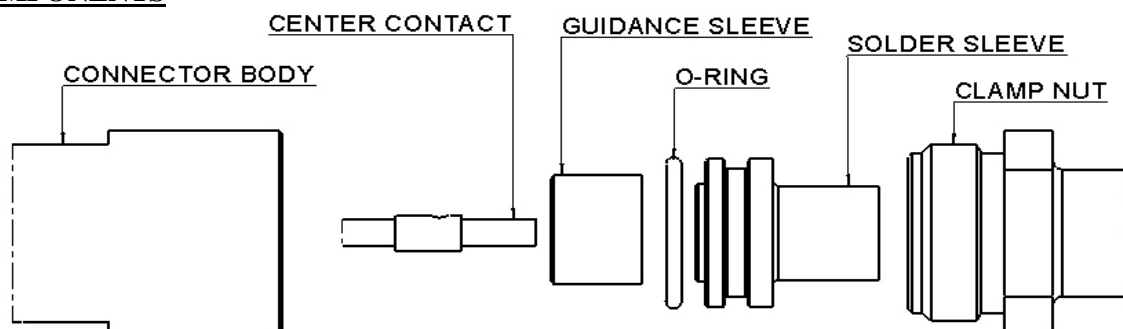 CENTER CONTACT
GUIDANCE SLEEVE
SOLDER SLEEVE
CONNECTOR BODY
O-RING
CLAMP NUT